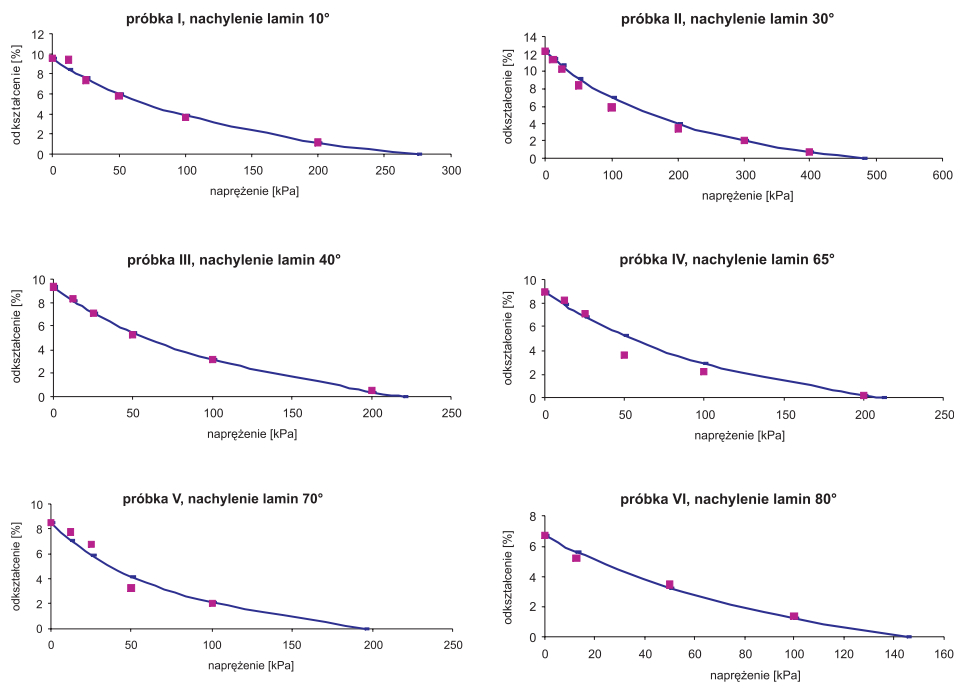 próbka I, nachylenie lamin 10°
odkształcenie [%]
12
10
8
6
4
2
0
0 50 100 150 200 250 300
naprężenie [kPa]
próbka II, nachylenie lamin 30°
odkształcenie [%]
14
12
10
8
6
4
2
0
0 100 200 300 400 500 600
naprężenie [kPa]
próbka III, nachylenie lamin 40°
odkształcenie [%]
10
8
6
4
2
0
0 50 100 150 200 250
naprężenie [kPa]
próbka IV, nachylenie lamin 65°
odkształcenie [%]
10
8
6
4
2
0
0 50 100 150 200 250
naprężenie [kPa]
próbka V, nachylenie lamin 70°
odkształcenie [%]
10
8
6
4
2
0
0 50 100 150 200 250
naprężenie [kPa]
próbka VI, nachylenie lamin 80°
odkształcenie [%]
8
6
4
2
0
0 20 40 60 80 100 120 140 160
naprężenie [kPa]